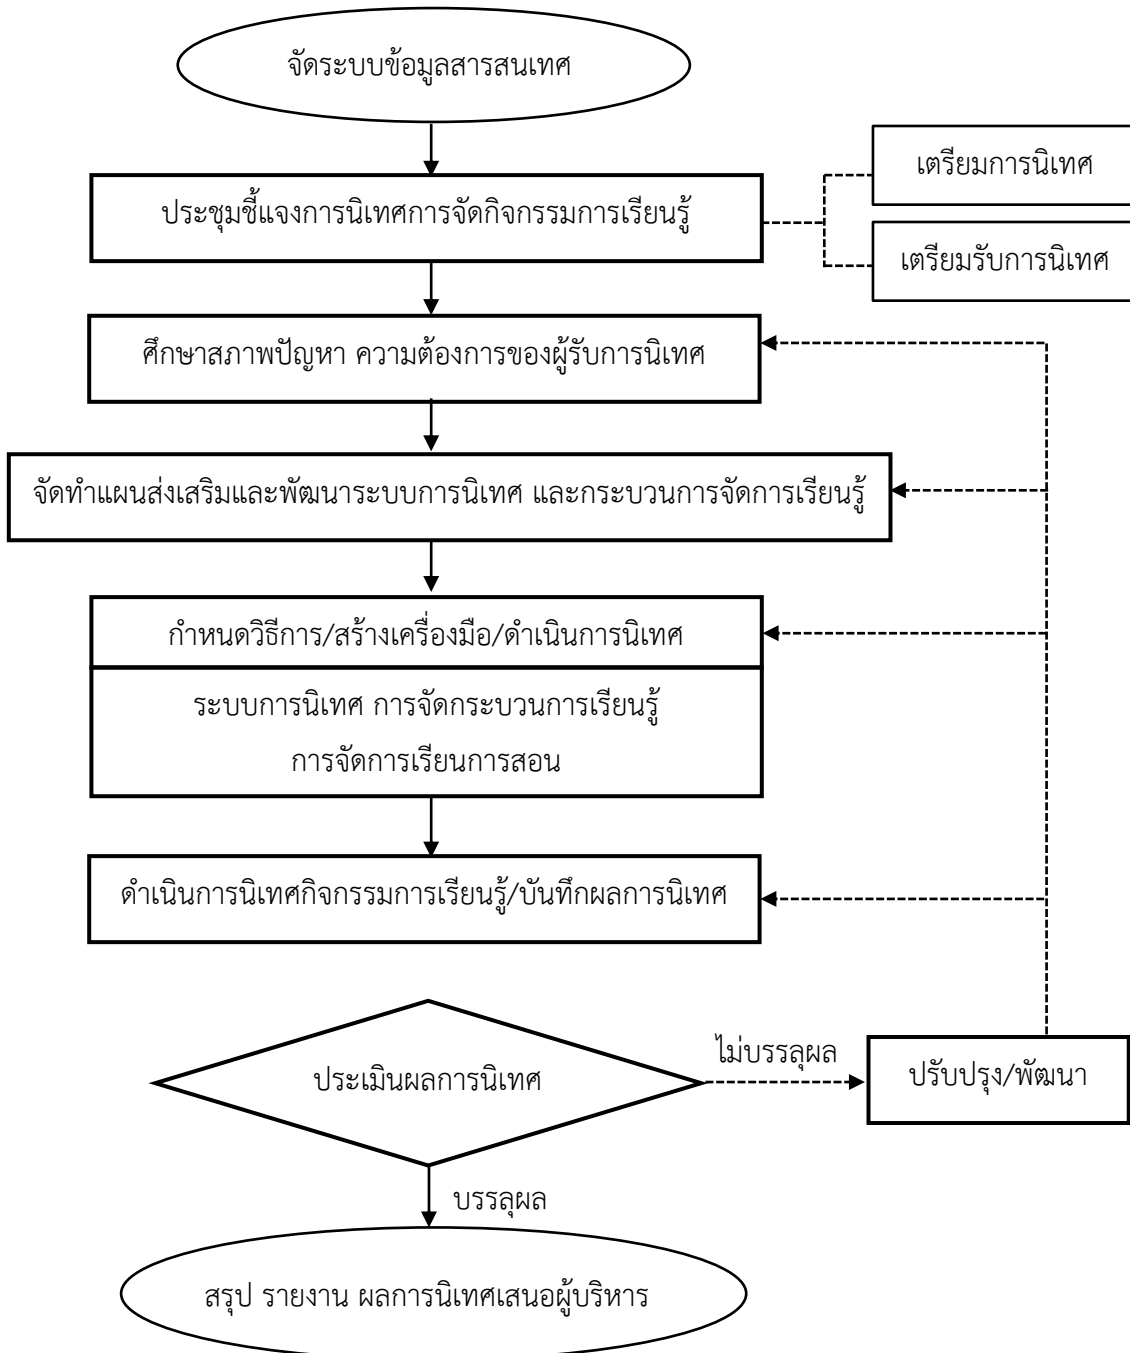 จัดระบบข้อมูลสารสนเทศ
เตรียมการนิเทศ
ประชุมชี้แจงการนิเทศการจัดกิจกรรมการเรียนรู้
เตรียมรับการนิเทศ
ศึกษาสภาพปัญหา ความต้องการของผู้รับการนิเทศ
จัดทำแผนส่งเสริมและพัฒนาระบบการนิเทศ และกระบวนการจัดการเรียนรู้
กำหนดวิธีการ/สร้างเครื่องมือ/ดำเนินการนิเทศ
ระบบการนิเทศ การจัดกระบวนการเรียนรู้
การจัดการเรียนการสอน
ดำเนินการนิเทศกิจกรรมการเรียนรู้/บันทึกผลการนิเทศ
ไม่บรรลุผล
ประเมินผลการนิเทศ
ปรับปรุง/พัฒนา
บรรลุผล
สรุป รายงาน ผลการนิเทศเสนอผู้บริหาร